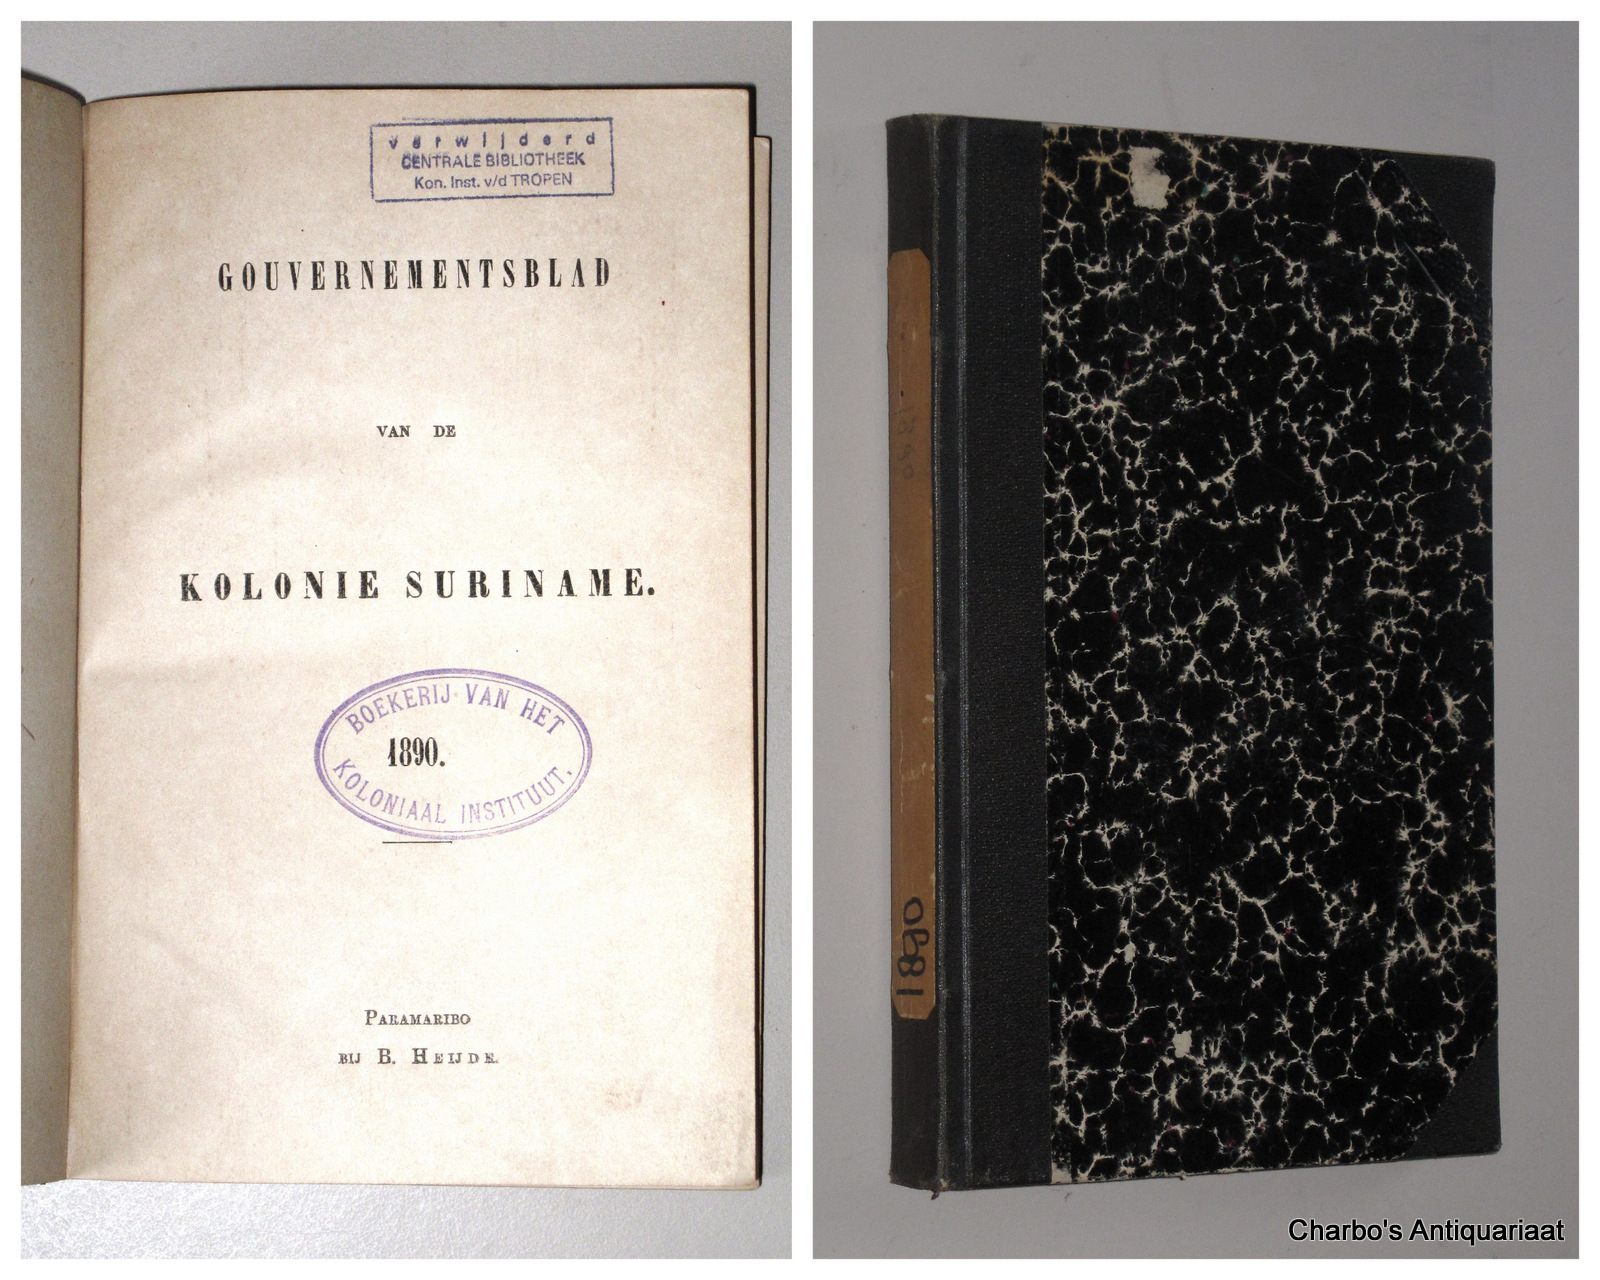 verwijderd
CENTRALE BIBLIOTHEEK
Kon. Inst. v/d TROPEN
GOUVERNEMENTSBLAD
VAN DE
KOLONIE SURINAME.
BOEKERIJ VAN HET
1890.
KOLONIAAL INSTITUUT.
PARAMARIBO
BIJ B. HEIJDE.
1890
1890
Charbo's Antiquariaat